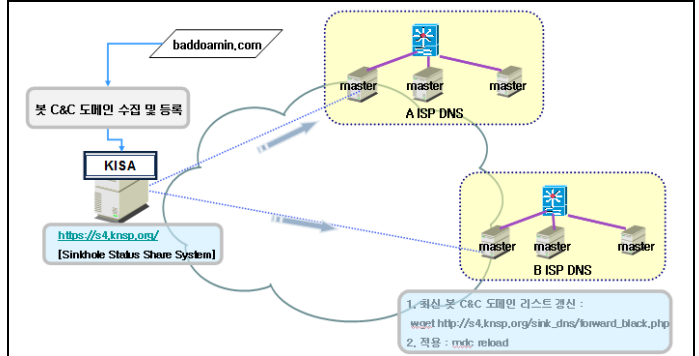 baddoamin.com
봇 C&C 도메인 수집 및 등록
KISA
https://s4.knsp.org/
[Sinkhole Status Share System]
master master master
A ISP DNS
master master master
B ISP DNS
1. 최신 봇 C&C 도메인 리스트 갱신 :
wget http://s4.knsp.org/sink_dns/forward_black.php
2. 적용 : rndc reload